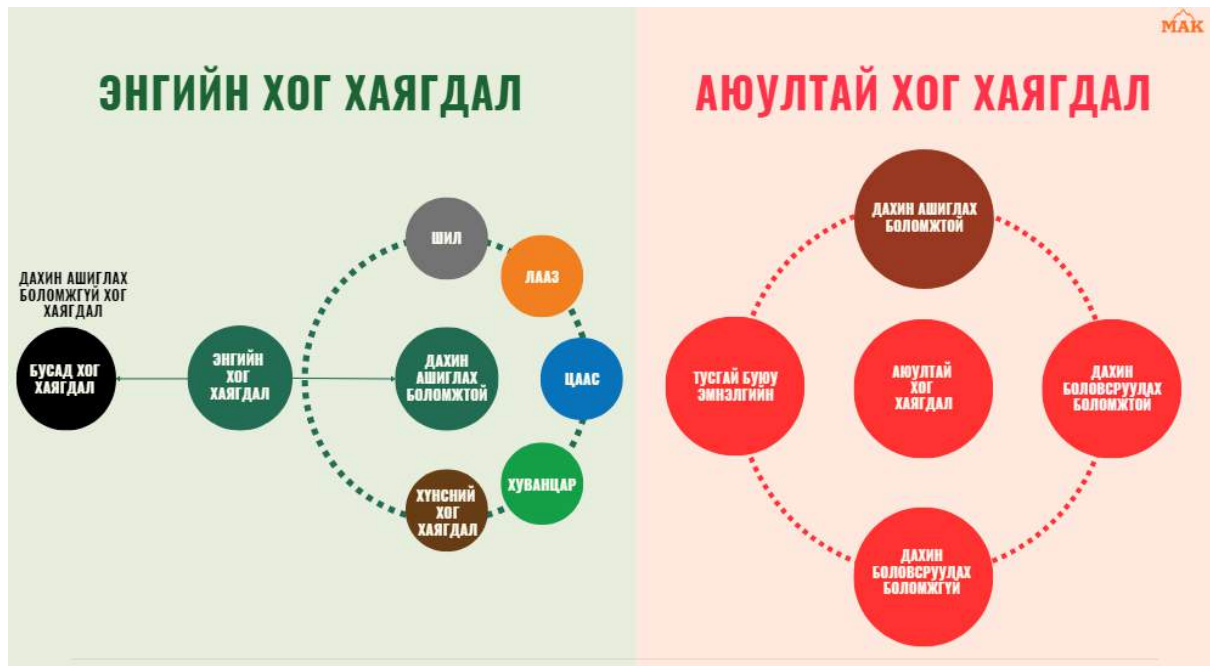 МАК
ЭНГИЙН ХОГ ХАЯГДАЛ
ШИЛ
ЛААЗ
ДАХИН АШИГЛАХ
БОЛОМЖГҮЙ ХОГ
ХАЯГДАЛ
БУСАД ХОГ
ХАЯГДАЛ
ЭНГИЙН
ХОГ
ХАЯГДАЛ
ДАХИН
АШИГЛАХ
БОЛОМЖТОЙ
ЦААС
ХУВАНЦАР
ХҮНСНИЙ
ХОГ
ХАЯГДАЛ
АЮУЛТАЙ ХОГ ХАЯГДАЛ
ДАХИН АШИГЛАХ
БОЛОМЖТОЙ
ТУСГАЙ БУЮУ
ЭМНЭЛГИЙН
АЮУЛТАЙ
ХОГ
ХАЯГДАЛ
ДАХИН
БОЛОВСРУУЛАХ
БОЛОМЖТОЙ
ДАХИН
БОЛОВСРУУЛАХ
БОЛОМЖГҮЙ